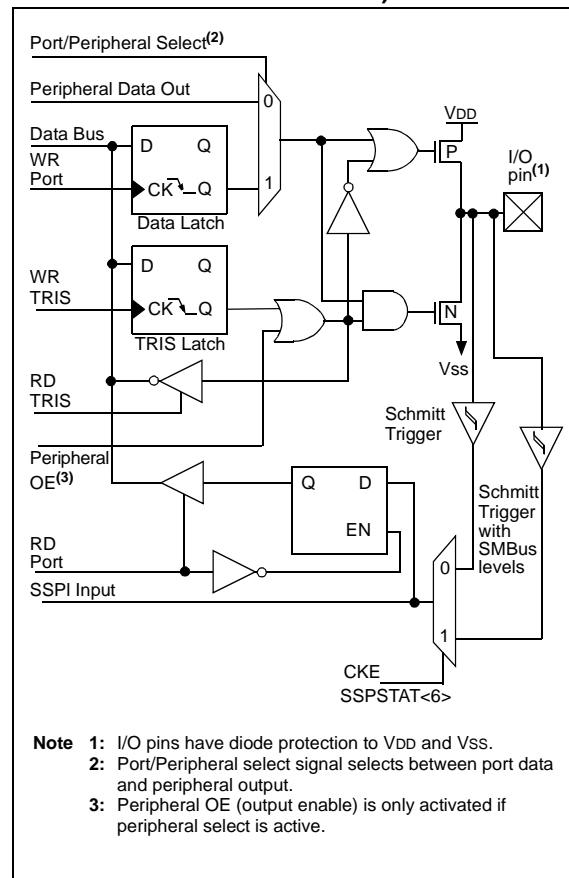 Port/Peripheral Select(2)
Peripheral Data Out
0
Data Bus
D Q
WR
Port
CK Q
1
Data Latch
VDD
P
I/O
pin(1)
D Q
WR
TRIS
CK Q
TRIS Latch
N
Vss
RD
TRIS
Schmitt
Trigger
Peripheral
OE(3)
Q D
EN
Schmitt
Trigger
with
SMBus
levels
RD
Port
SSPI Input
0
1
CKE
SSPSTAT<6>
Note 1: I/O pins have diode protection to VDD and VSS.
2: Port/Peripheral select signal selects between port data
and peripheral output.
3: Peripheral OE (output enable) is only activated if
peripheral select is active.